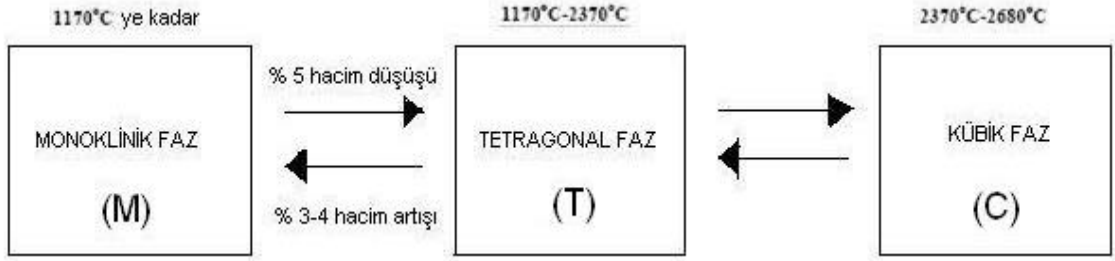 1170°C ye kadar
1170°C-2370°C
2370°C-2680°C
% 5 hacim düşüşü
MONOKLİNİK FAZ
TETRAGONAL FAZ
KÜBİK FAZ
(M)
(T)
(C)
% 3-4 hacim artışı